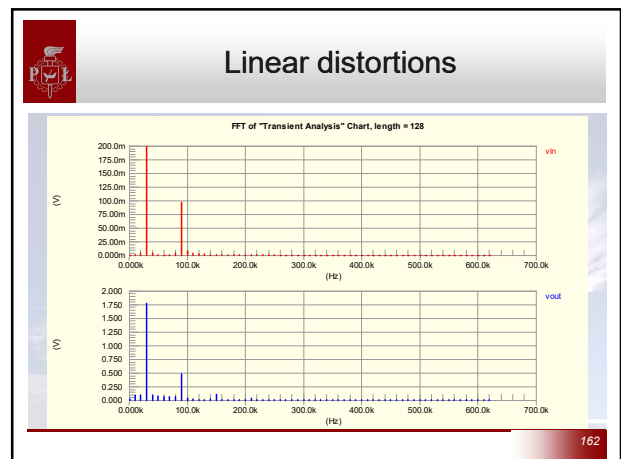 P Ł
Linear distortions
FFT of "Transient Analysis" Chart, length = 128
200.0m
175.0m
150.0m
125.0m
100.0m
75.00m
50.00m
25.00m
0.000m
(V)
vin
0.000k 100.0k 200.0k 300.0k 400.0k 500.0k 600.0k 700.0k
(Hz)
2.000
1.750
1.500
1.250
1.000
0.750
0.500
0.250
0.000
(V)
vout
0.000k 100.0k 200.0k 300.0k 400.0k 500.0k 600.0k 700.0k
(Hz)
162